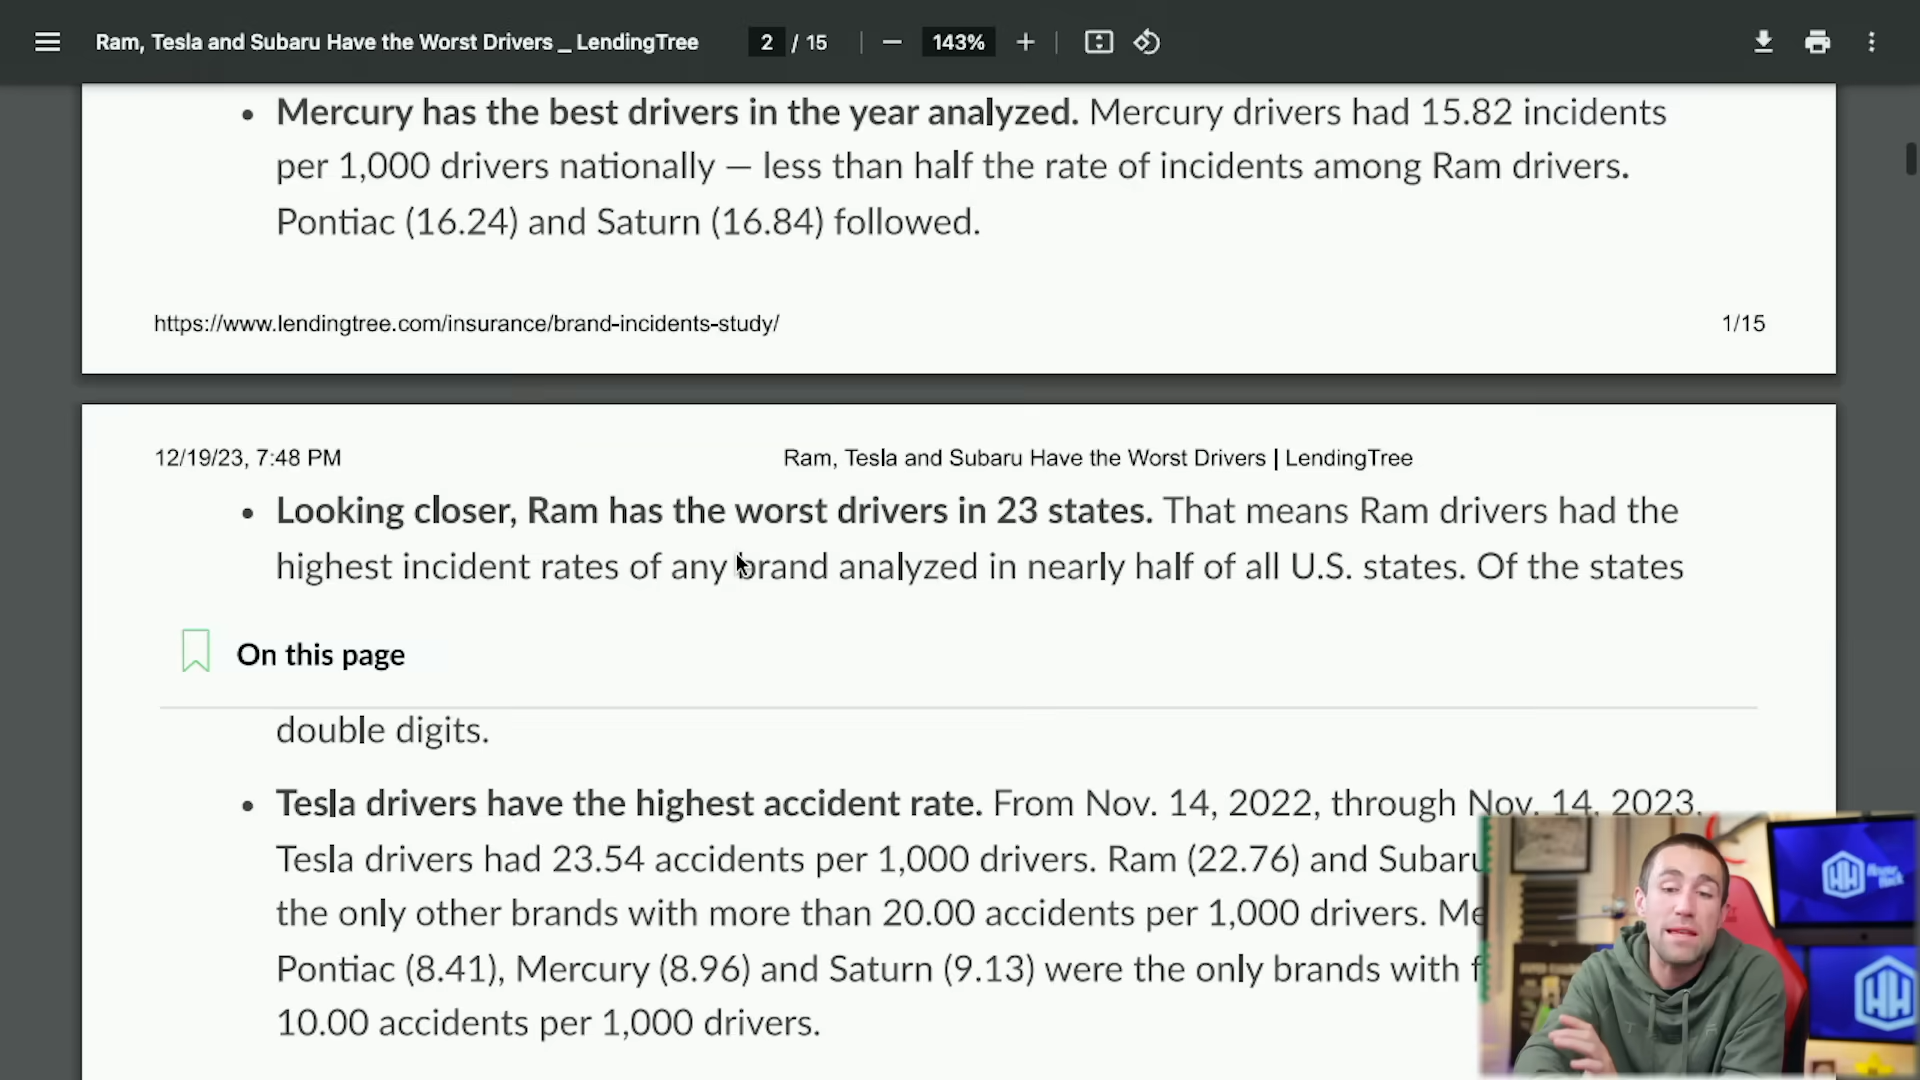 Ram, Tesla and Subaru Have the Worst Drivers _ LendingTree
2 / 15
143%
Mercury has the best drivers in the year analyzed. Mercury drivers had 15.82 incidents
per 1,000 drivers nationally — less than half the rate of incidents among Ram drivers.
Pontiac (16.24) and Saturn (16.84) followed.
https://www.lendingtree.com/insurance/brand-incidents-study/
1/15
12/19/23, 7:48 PM
Ram, Tesla and Subaru Have the Worst Drivers | LendingTree
Looking closer, Ram has the worst drivers in 23 states. That means Ram drivers had the
highest incident rates of any brand analyzed in nearly half of all U.S. states. Of the states
On this page
double digits.
Tesla drivers have the highest accident rate. From Nov. 14, 2022, through Nov. 14, 2023,
Tesla drivers had 23.54 accidents per 1,000 drivers. Ram (22.76) and Subaru
the only other brands with more than 20.00 accidents per 1,000 drivers. Me
Pontiac (8.41), Mercury (8.96) and Saturn (9.13) were the only brands with f
10.00 accidents per 1,000 drivers.